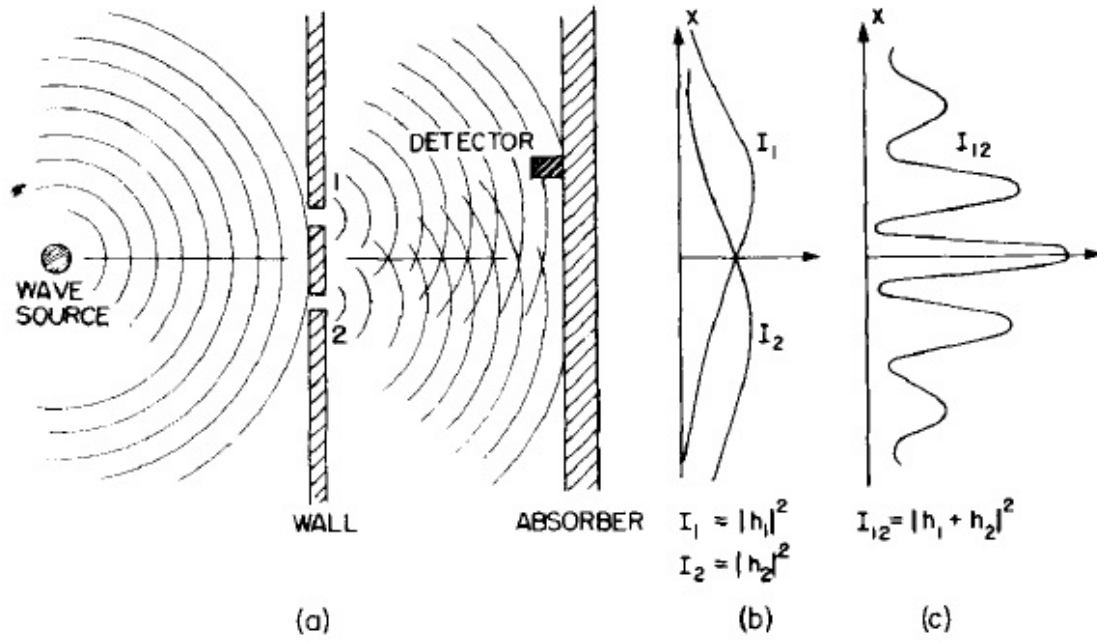 WAVE
SOURCE
1
2
WALL
DETECTOR
ABSORBER
(a)
x
I₁
I₂
I₁ = |h₁|²
I₂ = |h₂|²
(b)
x
I₁₂
I₁₂ = |h₁ + h₂|²
(c)